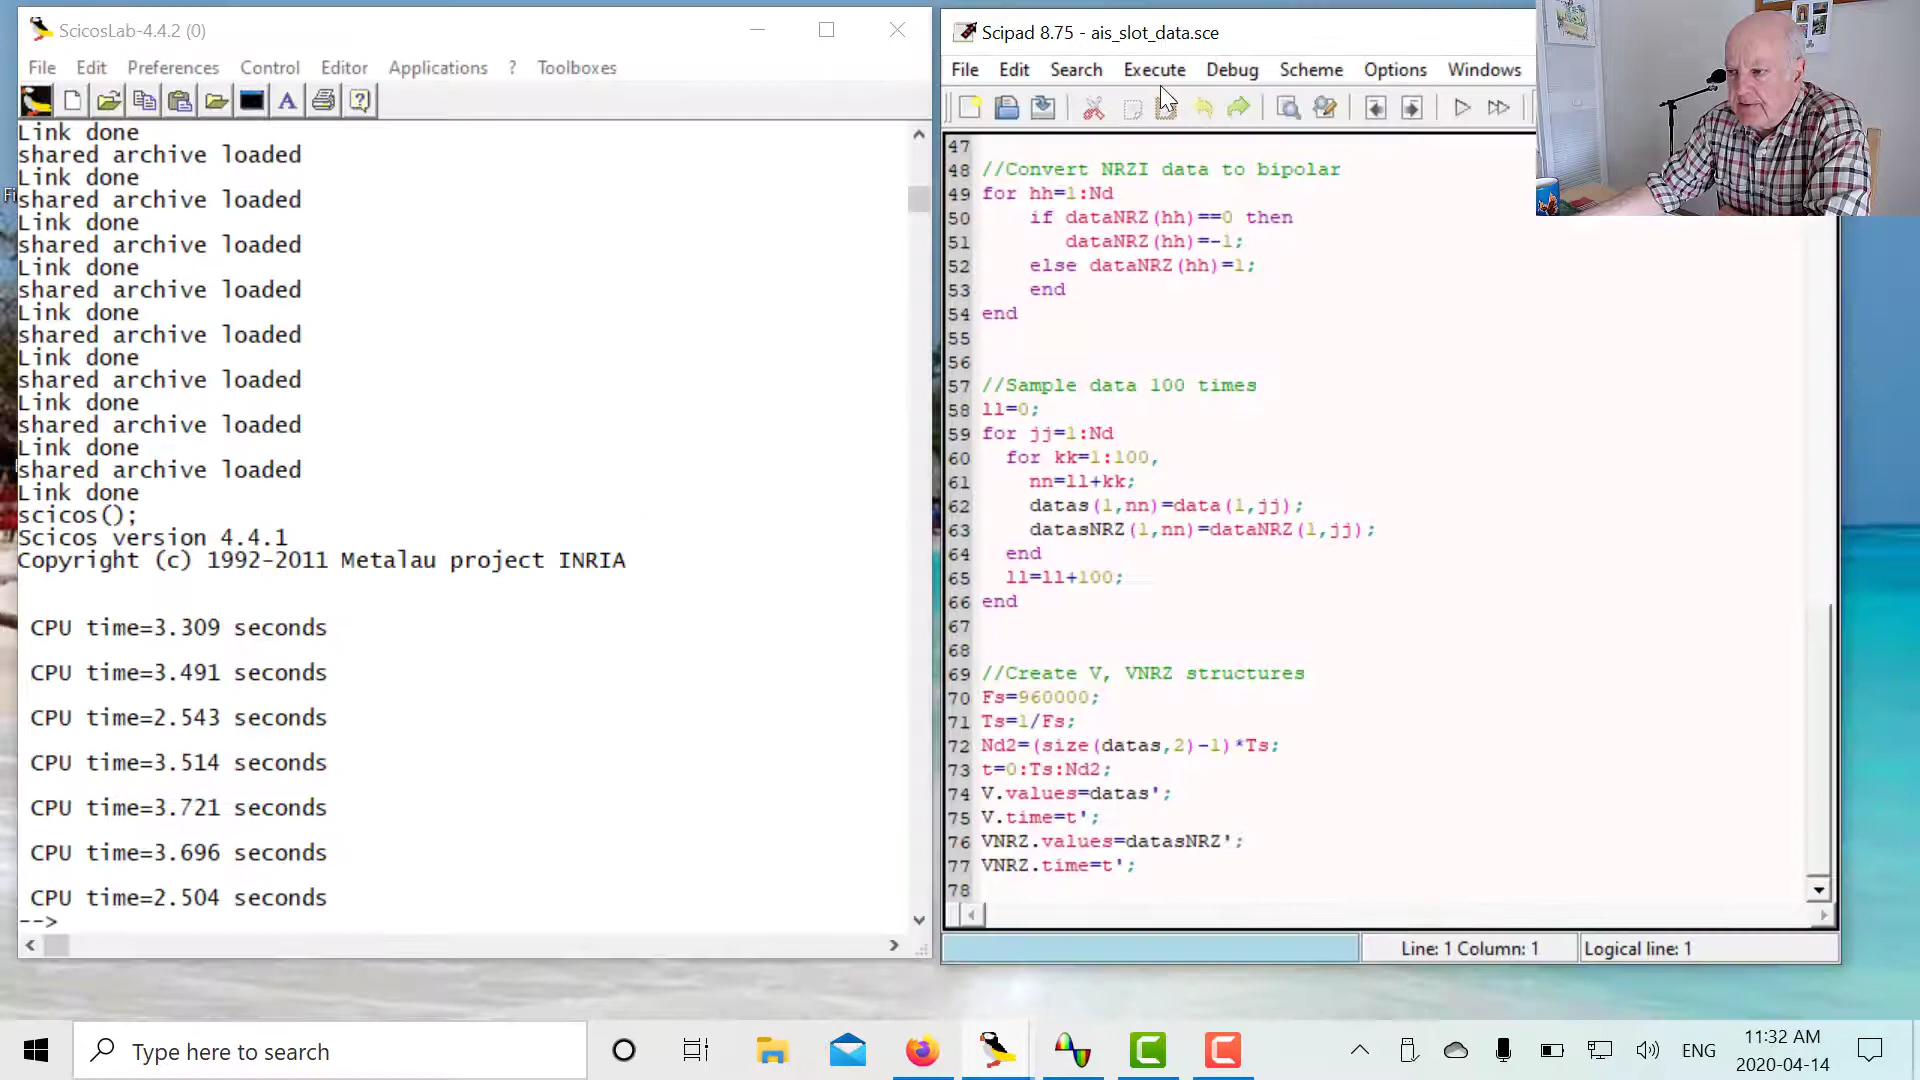 ScicosLab-4.4.2 (0)
File Edit Preferences Control Editor Applications ? Toolboxes
Link done
shared archive loaded
Link done
shared archive loaded
Link done
shared archive loaded
Link done
shared archive loaded
Link done
shared archive loaded
Link done
shared archive loaded
Link done
shared archive loaded
Link done
shared archive loaded
Link done
scicos();
Scicos version 4.4.1
Copyright (c) 1992-2011 Metalau project INRIA
CPU time=3.309 seconds
CPU time=3.491 seconds
CPU time=2.543 seconds
CPU time=3.514 seconds
CPU time=3.721 seconds
CPU time=3.696 seconds
CPU time=2.504 seconds
-->
Scipad 8.75 - ais_slot_data.sce
File Edit Search Execute Debug Scheme Options Windows
47
48 //Convert NRZI data to bipolar
49 for hh=1:Nd
50 if dataNRZ(hh)==0 then
51 dataNRZ(hh)=-1;
52 else dataNRZ(hh)=1;
53 end
54 end
55
56
57 //Sample data 100 times
58 ll=0;
59 for jj=1:Nd
60 for kk=1:100,
61 nn=ll+kk;
62 datas(1,nn)=data(1,jj);
63 datasNRZ(1,nn)=dataNRZ(1,jj);
64 end
65 ll=ll+100;
66 end
67
68
69 //Create V, VNRZ structures
70 Fs=960000;
71 Ts=1/Fs;
72 Nd2=(size(datas,2)-1)*Ts;
73 t=0:Ts:Nd2;
74 V.values=datas';
75 V.time=t';
76 VNRZ.values=datasNRZ';
77 VNRZ.time=t';
78
Line: 1 Column: 1
Logical line: 1
Fi
Type here to search
ENG
11:32 AM
2020-04-14